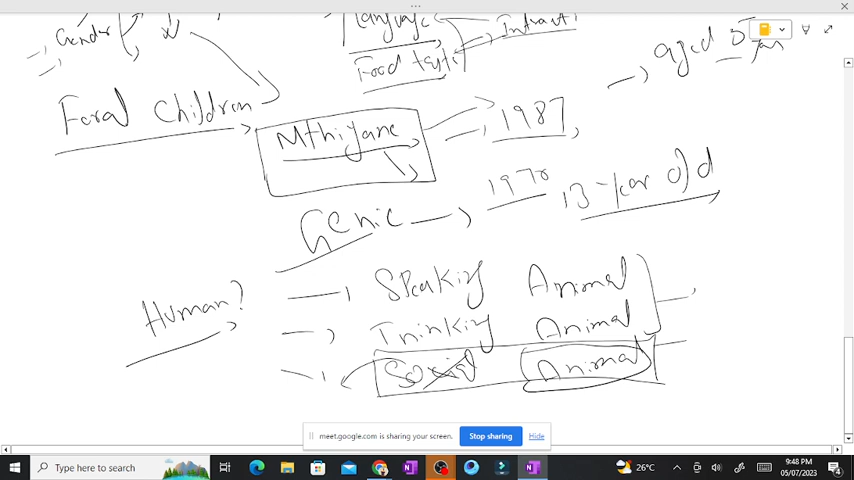 Gender
Language
Food
aged 5
Feral Children
Mthiyane
1987,
Genie
1970
13-year old
Human?
Speaking Animal
Thinking Animal
Social Animal
meet.google.com is sharing your screen. Stop sharing Hide
Type here to search
26°C
9:48 PM
05/07/2023
4